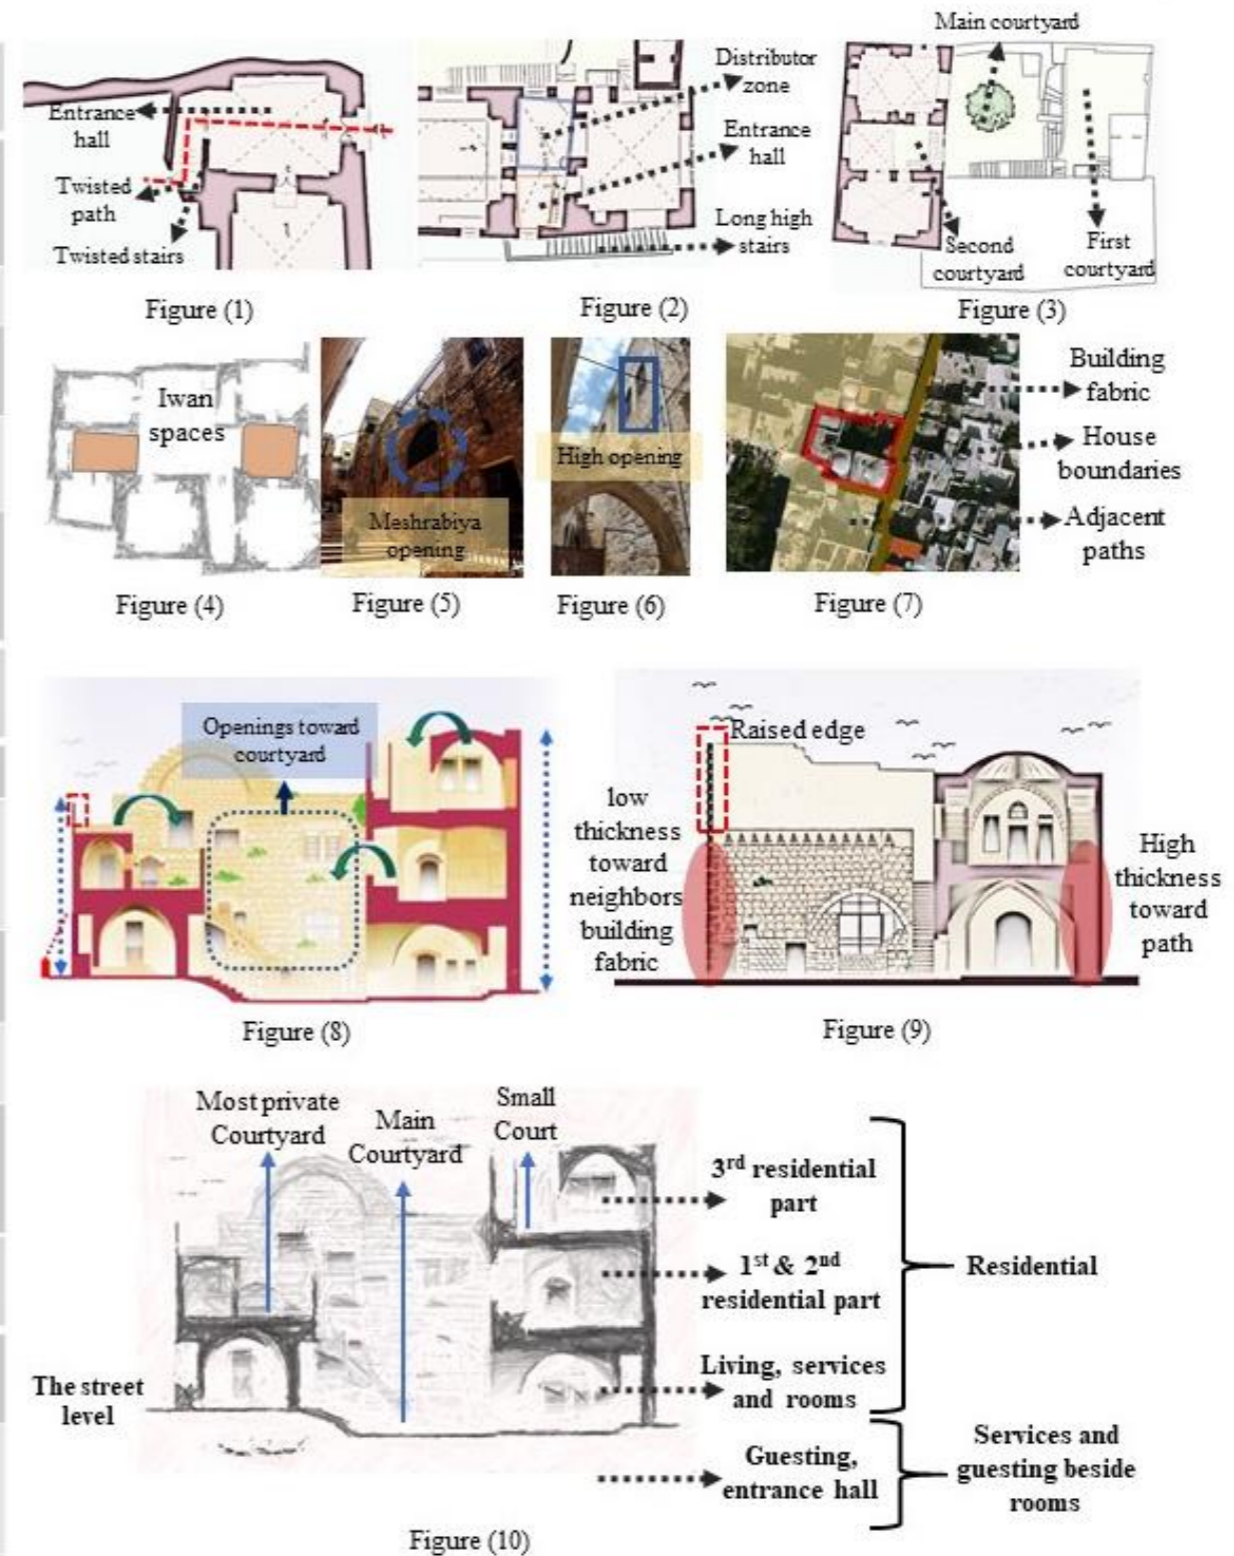 Entrance
hall
Twisted
path
Twisted stairs
Figure (1)
Distributor
zone
Entrance
hall
Long high
stairs
Figure (2)
Main courtyard
Second
courtyard
First
courtyard
Figure (3)
Iwan
spaces
Figure (4)
Meshrabiya
opening
Figure (5)
High opening
Figure (6)
Building
fabric
House
boundaries
Adjacent
paths
Figure (7)
Openings toward
courtyard
Figure (8)
Raised edge
low
thickness
toward
neighbors
building
fabric
High
thickness
toward
path
Figure (9)
Most private
Courtyard
Main
Courtyard
Small
Court
3rd residential
part
1st & 2nd
residential part
Living, services
and rooms
Guesting,
entrance hall
Residential
Services and
guesting beside
rooms
The street
level
Figure (10)